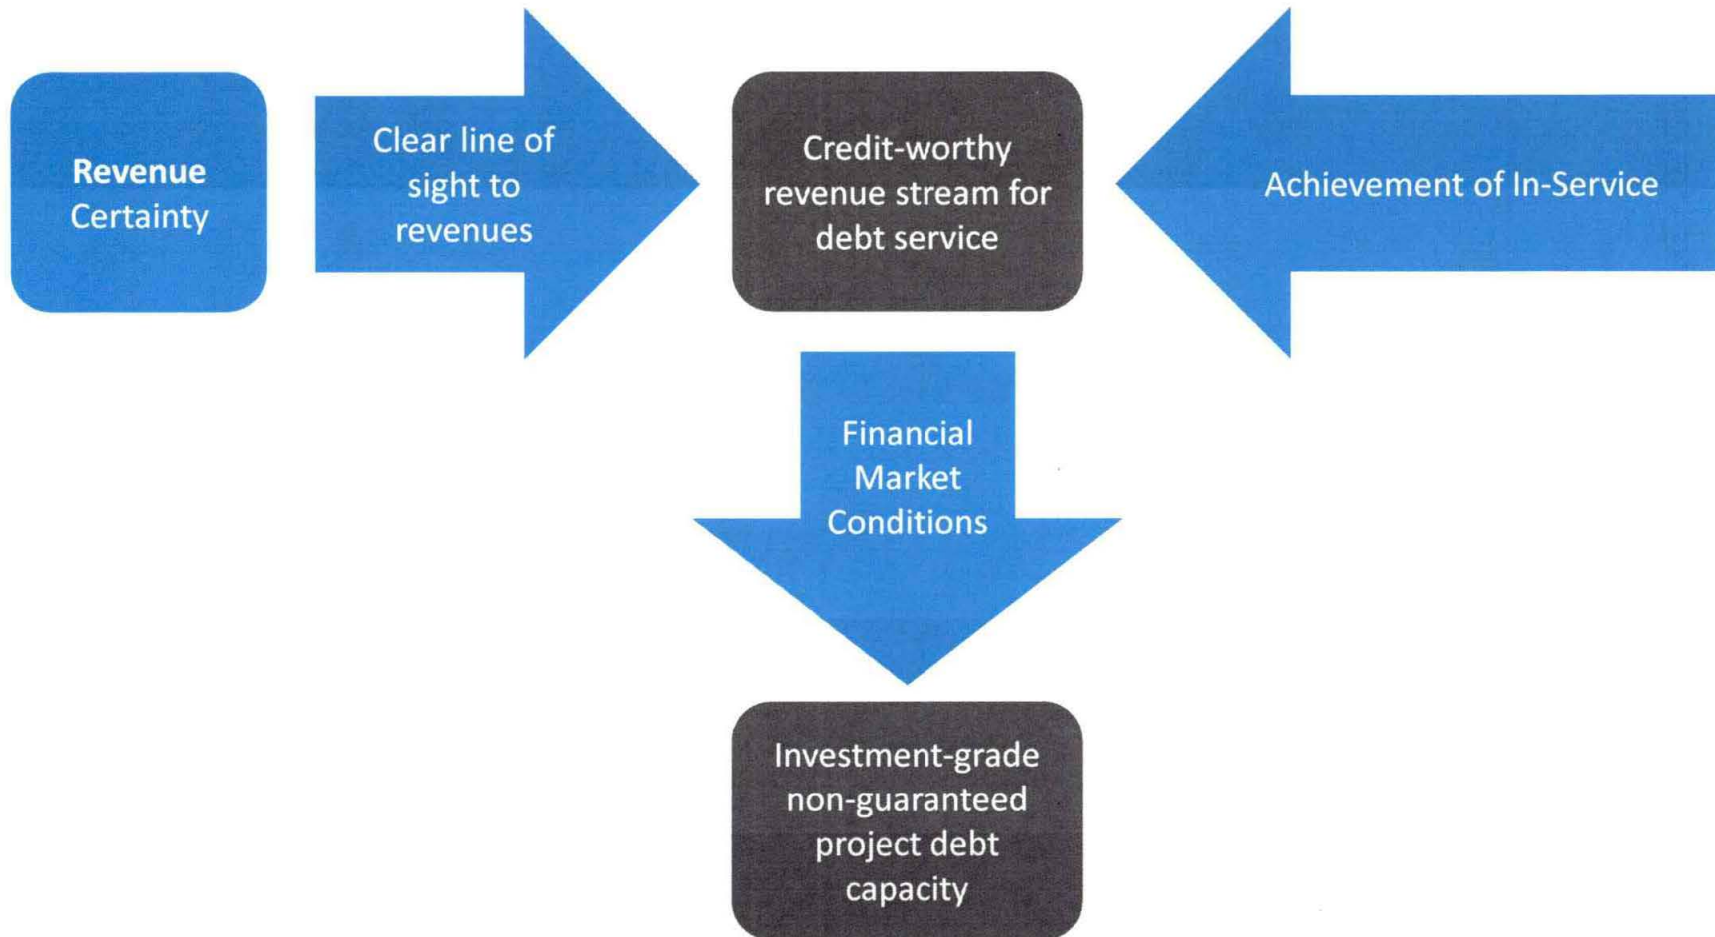 Revenue
Certainty
Clear line of
sight to
revenues
Credit-worthy
revenue stream for
debt service
Achievement of In-Service
Financial
Market
Conditions
Investment-grade
non-guaranteed
project debt
capacity